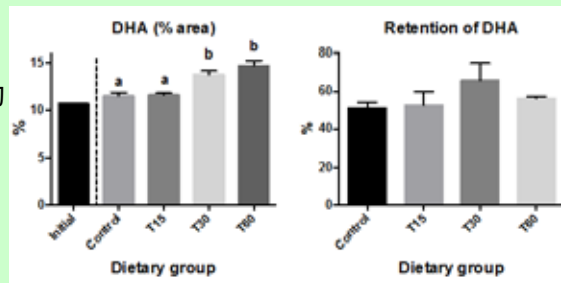 DHA (% area)
15
10
5
0
%
a
a
b
b
Initial
Control
T15
T30
T60
Dietary group
Retention of DHA
80
60
40
20
0
%
Control
T15
T30
T60
Dietary group